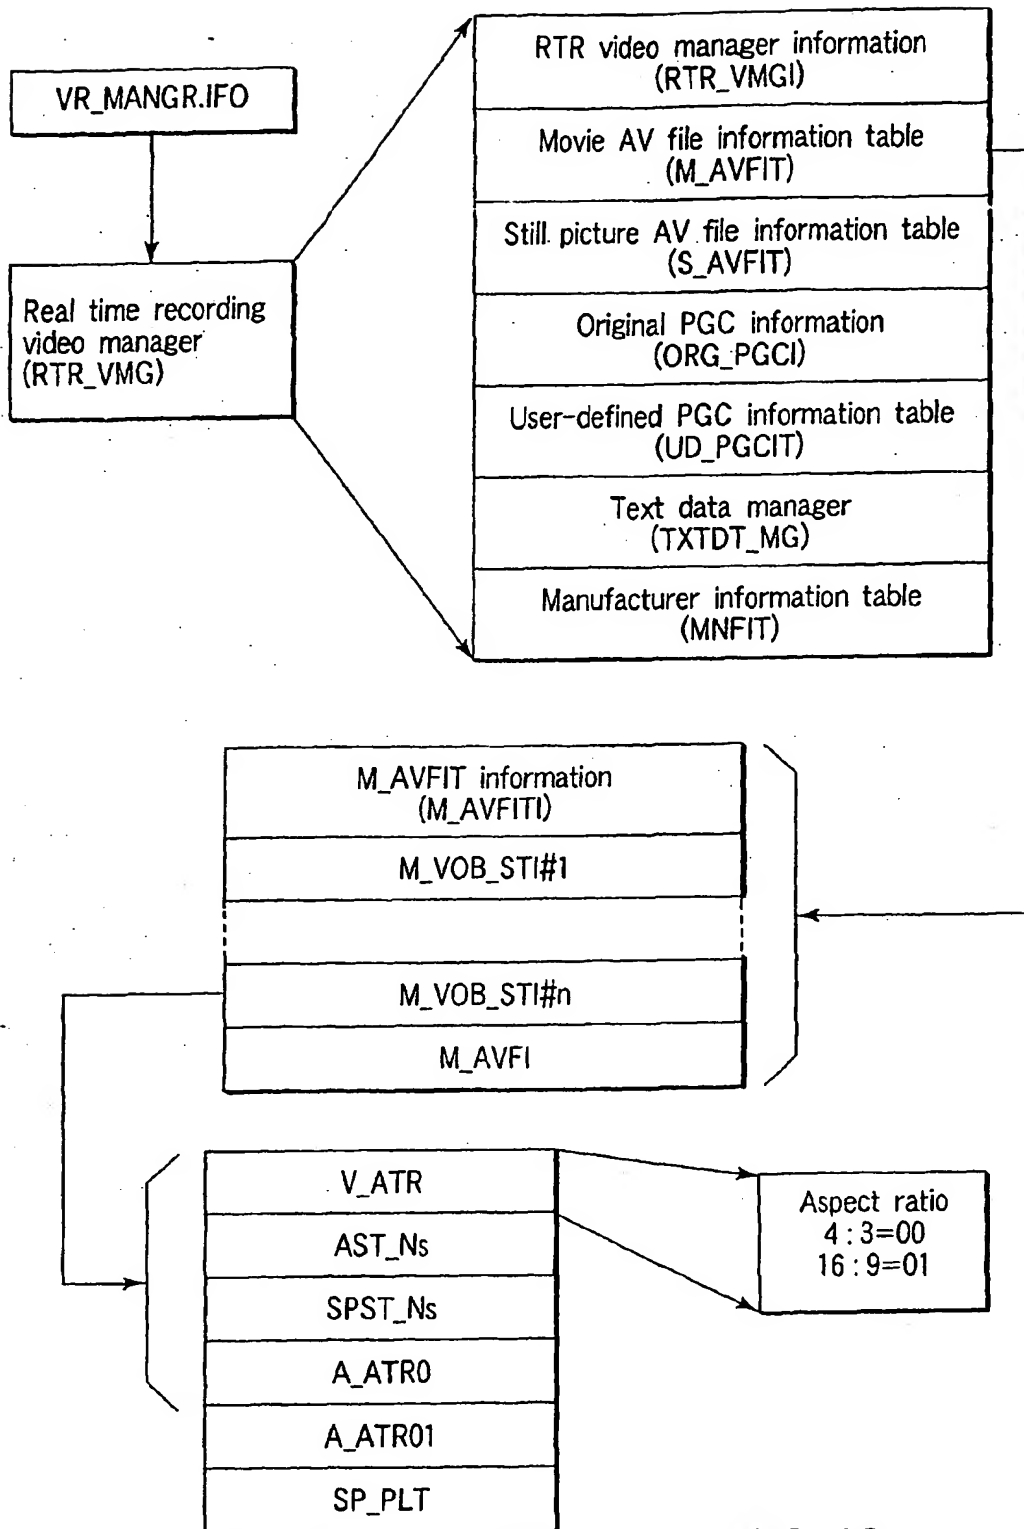 VR_MANGR.IFO
Real time recording
video manager
(RTR_VMG)
RTR video manager information
(RTR_VMGI)
Movie AV file information table
(M_AVFIT)
Still picture AV file information table
(S_AVFIT)
Original PGC information
(ORG_PGCI)
User-defined PGC information table
(UD_PGCIT)
Text data manager
(TXTDT_MG)
Manufacturer information table
(MNFIT)
M_AVFIT information
(M_AVFITI)
M_VOB_STI#1
M_VOB_STI#n
M_AVFI
V_ATR
AST_Ns
SPST_Ns
A_ATR0
A_ATR01
SP_PLT
Aspect ratio
4:3=00
16:9=01